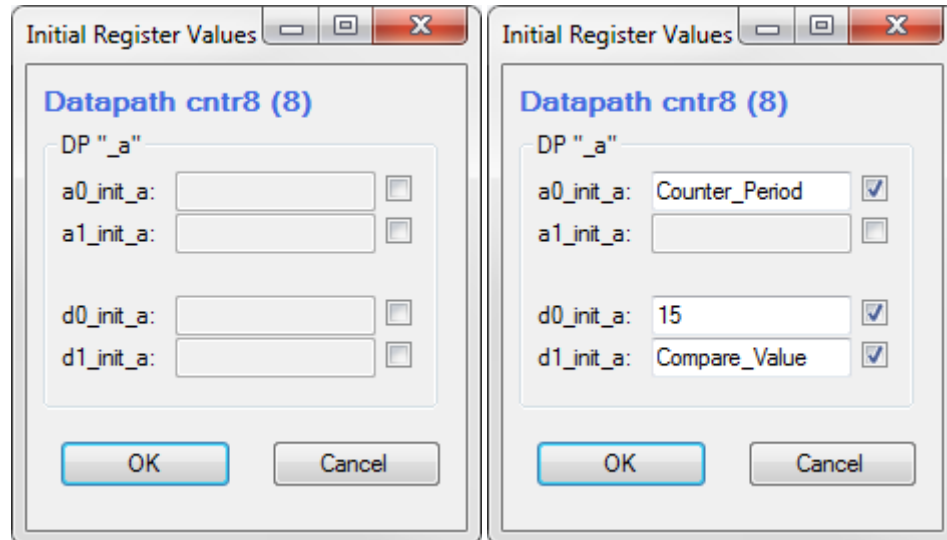 Initial Register Values
Datapath cntr8 (8)
DP "_a"
a0_init_a:
a1_init_a:
d0_init_a:
d1_init_a:
OK Cancel
Initial Register Values
Datapath cntr8 (8)
DP "_a"
a0_init_a: Counter_Period
a1_init_a:
d0_init_a: 15
d1_init_a: Compare_Value
OK Cancel